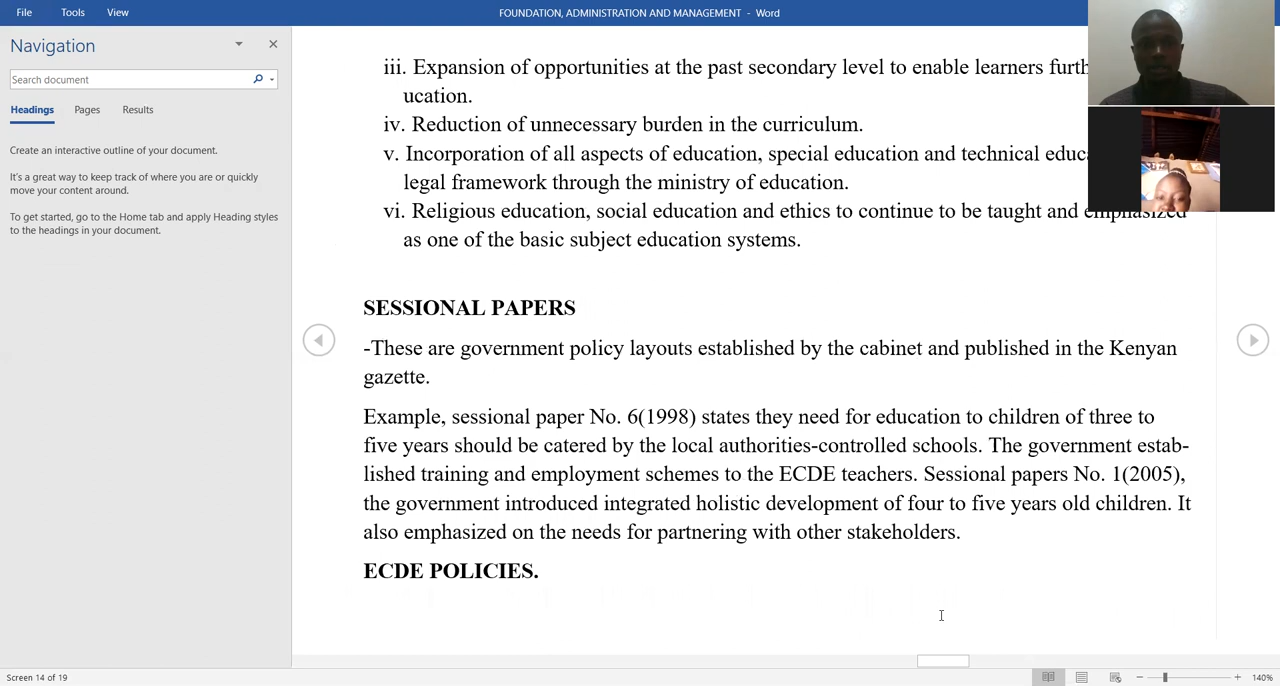 File Tools View FOUNDATION, ADMINISTRATION AND MANAGEMENT - Word
Navigation
Search document
Headings Pages Results
Create an interactive outline of your document.
It's a great way to keep track of where you are or quickly
move your content around.
To get started, go to the Home tab and apply Heading styles
to the headings in your document.
iii. Expansion of opportunities at the past secondary level to enable learners furth
ucation.
iv. Reduction of unnecessary burden in the curriculum.
v. Incorporation of all aspects of education, special education and technical educ
legal framework through the ministry of education.
vi. Religious education, social education and ethics to continue to be taught and emphasized
as one of the basic subject education systems.
SESSIONAL PAPERS
-These are government policy layouts established by the cabinet and published in the Kenyan
gazette.
Example, sessional paper No. 6(1998) states they need for education to children of three to
five years should be catered by the local authorities-controlled schools. The government estab-
lished training and employment schemes to the ECDE teachers. Sessional papers No. 1(2005),
the government introduced integrated holistic development of four to five years old children. It
also emphasized on the needs for partnering with other stakeholders.
ECDE POLICIES.
Screen 14 of 19 140%